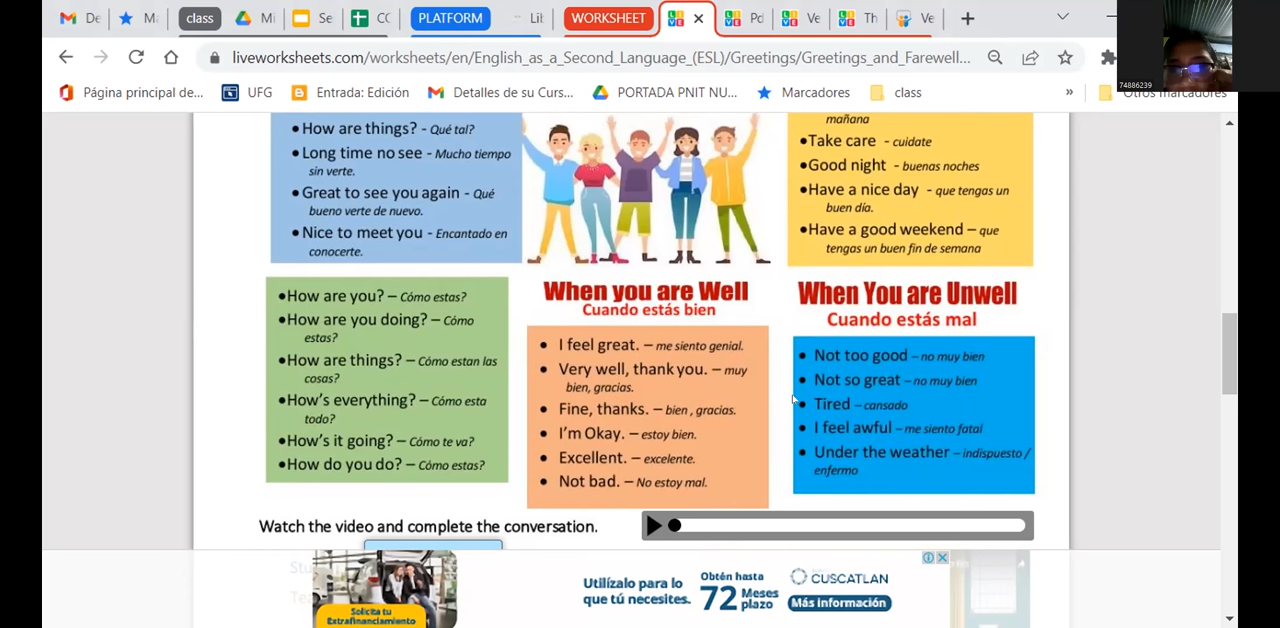 De
Ma
class
Mi
Se
CC
PLATFORM
Lil
WORKSHEET
LIVE
LIVE
Pd
LIVE
Ve
LIVE
Th
Ve
liveworksheets.com/worksheets/en/English_as_a_Second_Language_(ESL)/Greetings/Greetings_and_Farewell...
74886239
Página principal de...
UFG
Entrada: Edición
Detalles de su Curs...
PORTADA PNIT NU...
Marcadores
class
»
Otros marcadores
•How are things? - Qué tal?
•Long time no see - Mucho tiempo
sin verte.
•Great to see you again - Qué
bueno verte de nuevo.
•Nice to meet you - Encantado en
conocerte.
mañana
•Take care - cuidate
•Good night - buenas noches
•Have a nice day - que tengas un
buen día.
•Have a good weekend – que
tengas un buen fin de semana
•How are you? – Cómo estas?
•How are you doing? – Cómo
estas?
•How are things? – Cómo estan las
cosas?
•How's everything? – Cómo esta
todo?
•How's it going? – Cómo te va?
•How do you do? – Cómo estas?
When you are Well
Cuando estás bien
• I feel great. – me siento genial.
• Very well, thank you. – muy
bien, gracias.
• Fine, thanks. – bien , gracias.
• I'm Okay. – estoy bien.
• Excellent. – excelente.
• Not bad. – No estoy mal.
When You are Unwell
Cuando estás mal
• Not too good – no muy bien
• Not so great – no muy bien
• Tired – cansado
• I feel awful – me siento fatal
• Under the weather – indispuesto /
enfermo
Watch the video and complete the conversation.
Solicita tu
Extrafinanciamiento
Utilízalo para lo
que tú necesites.
Obtén hasta
72 Meses
plazo
CUSCATLAN
Más información